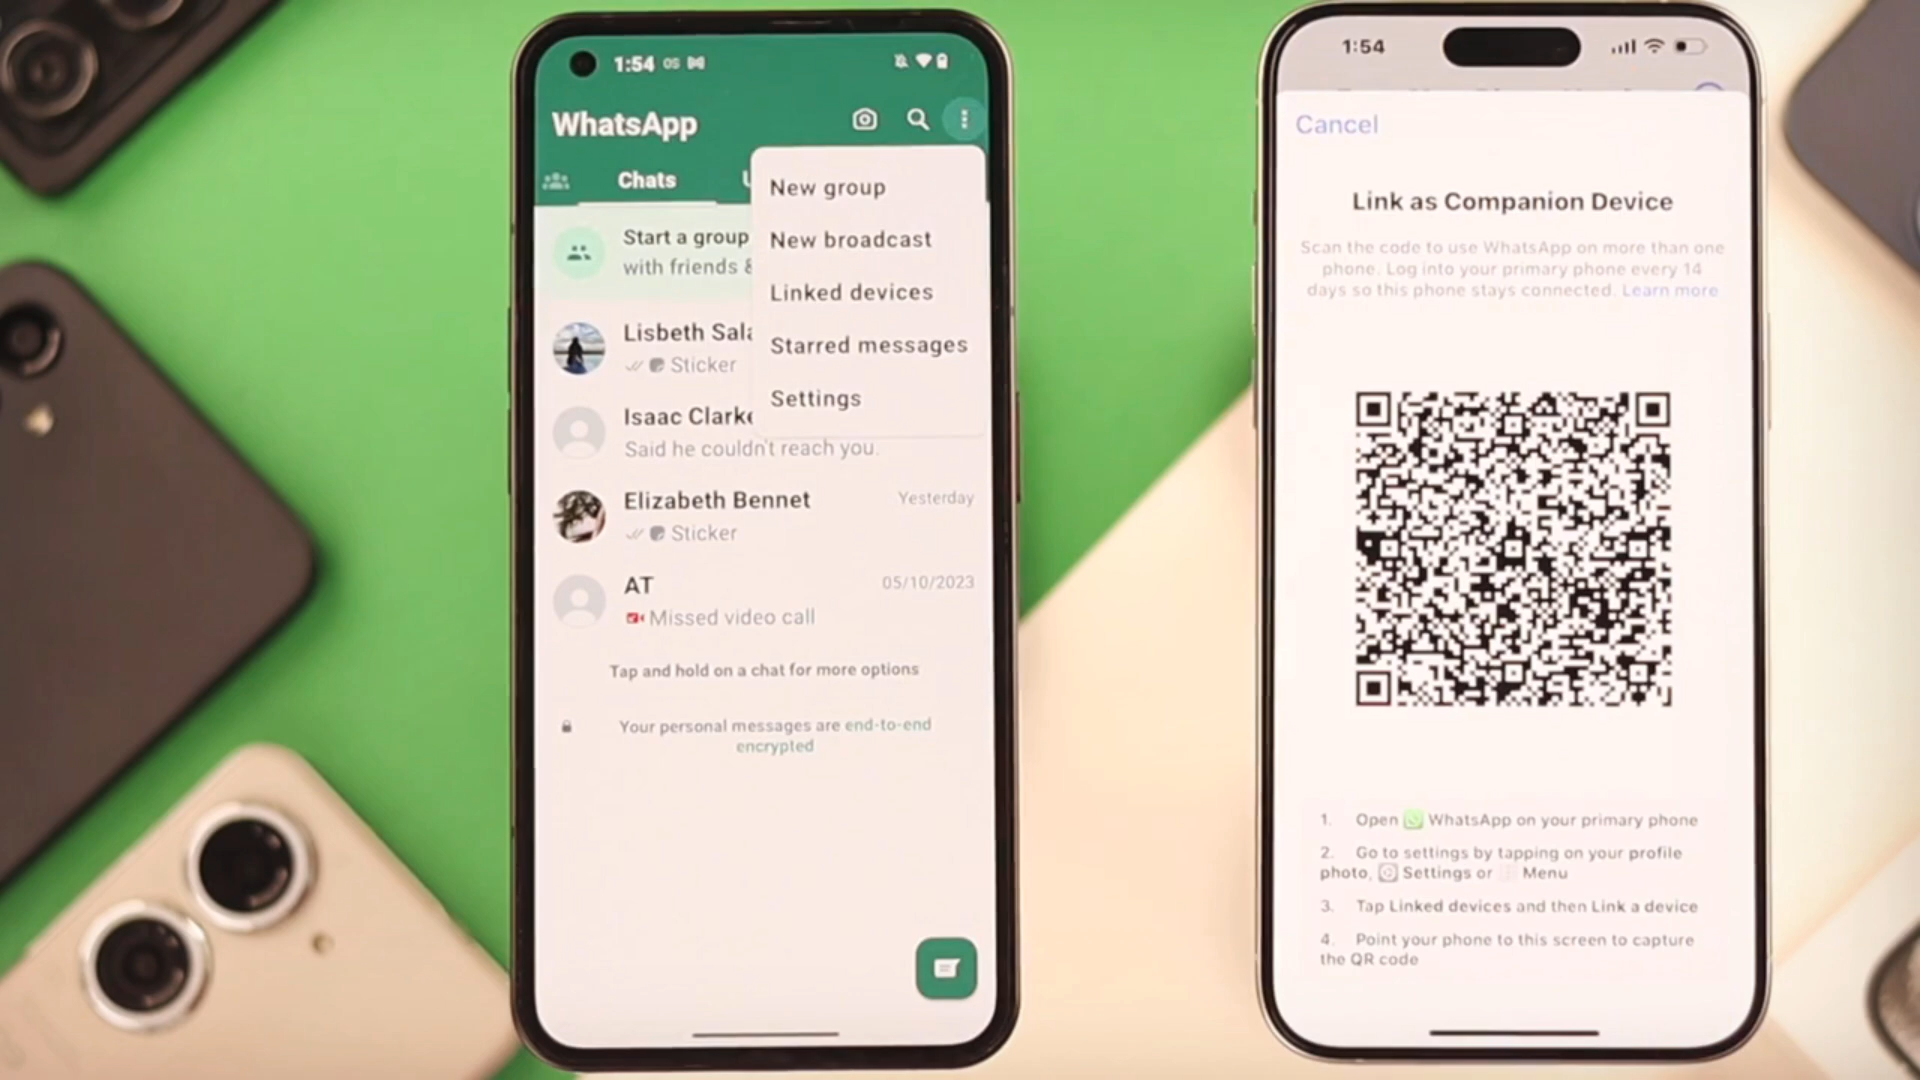 1:54
WhatsApp
Chats
New group
New broadcast
Linked devices
Starred messages
Settings
Start a group
with friends &
Lisbeth Sala
Sticker
Isaac Clarke
Said he couldn't reach you.
Elizabeth Bennet
Yesterday
Sticker
AT
05/10/2023
Missed video call
Tap and hold on a chat for more options
Your personal messages are end-to-end
encrypted
1:54
Cancel
Link as Companion Device
Scan the code to use WhatsApp on more than one
phone. Log into your primary phone every 14
days so this phone stays connected. Learn more
1. Open WhatsApp on your primary phone
2. Go to settings by tapping on your profile
photo, Settings or Menu
3. Tap Linked devices and then Link a device
4. Point your phone to this screen to capture
the QR code